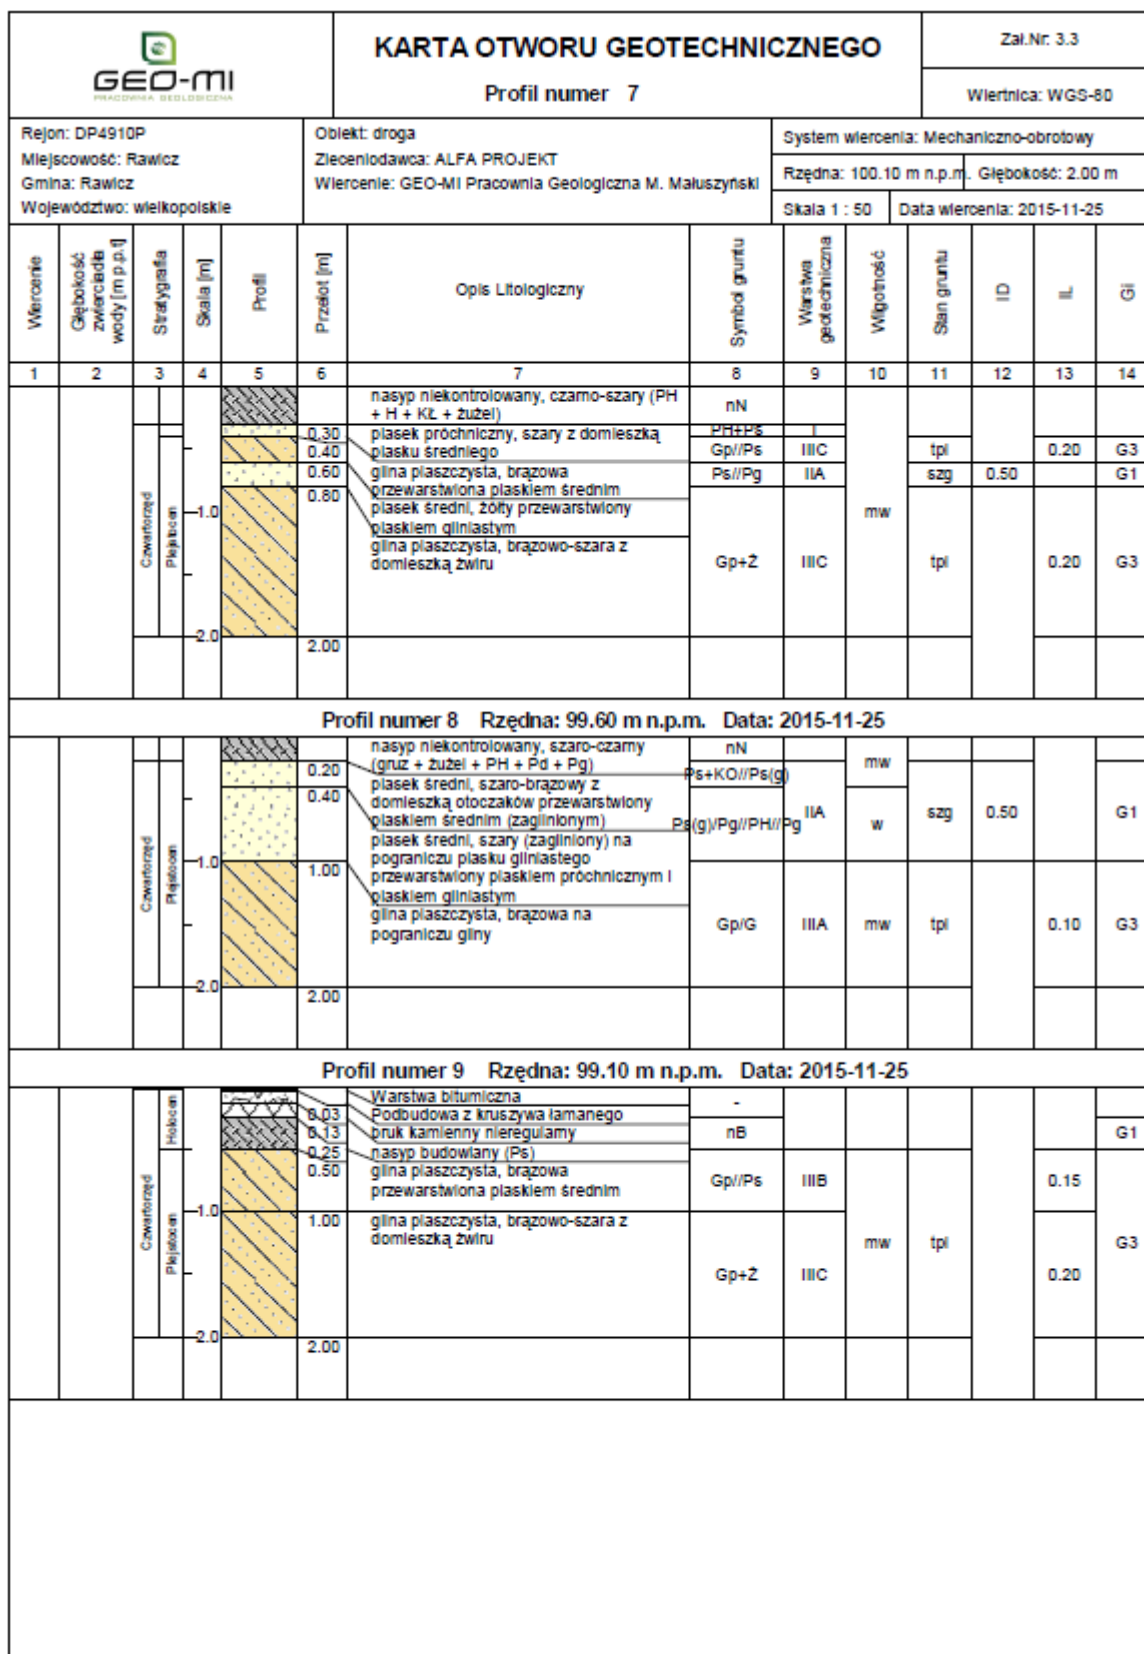 GEO-MI
PRACOWNIA GEOLOGICZNA
KARTA OTWORU GEOTECHNICZNEGO
Profil numer 7
Zał.Nr: 3.3
Wiertnica: WGS-80
Rejon: DP4910P
Miejscowość: Rawicz
Gmina: Rawicz
Województwo: wielkopolskie
Obiekt: droga
Zleceniodawca: ALFA PROJEKT
Wiercenie: GEO-MI Pracownia Geologiczna M. Małuszyński
System wiercenia: Mechaniczno-obrotowy
Rzędna: 100.10 m n.p.m. Głębokość: 2.00 m
Skala 1 : 50 Data wiercenia: 2015-11-25
Wiercenie
Głębokość zwierciadła wody [m p.p.t]
Stratygrafia
Skala [m]
Profil
Przelot [m]
Opis Litologiczny
Symbol gruntu
Warstwa geotechniczna
Wilgotność
Stan gruntu
ID
IL
Gi
1 2 3 4 5 6 7 8 9 10 11 12 13 14
nasyp niekontrolowany, czarno-szary (PH
+ H + KŁ + żużel)
nN
0.30 piasek próchniczny, szary z domieszką
piasku średniego
PH+Ps I
0.40
Gp//Ps IIIC tpl 0.20 G3
0.60 glina piaszczysta, brązowa
przewarstwiona piaskiem średnim
Ps//Pg IIA szg 0.50 G1
0.80
piasek średni, żółty przewarstwiony
piaskiem gliniastym
1.0
mw
glina piaszczysta, brązowo-szara z
domieszką żwiru
Gp+Ż IIIC tpl 0.20 G3
Czwartorzęd
Plejstocen
2.0
2.00
Profil numer 8 Rzędna: 99.60 m n.p.m. Data: 2015-11-25
nasyp niekontrolowany, szaro-czarny
(gruz + żużel + PH + Pd + Pg)
nN
mw
0.20
piasek średni, szaro-brązowy z
domieszką otoczaków przewarstwiony
piaskiem średnim (zaglinionym)
Ps+KO//Ps(g)
0.40
piasek średni, szary (zagliniony) na
pograniczu piasku gliniastego
przewarstwiony piaskiem próchnicznym i
piaskiem gliniastym
Ps(g)/Pg//PH//Pg IIA w szg 0.50 G1
1.0
1.00
glina piaszczysta, brązowa na
pograniczu gliny
Gp/G IIIA mw tpl 0.10 G3
Czwartorzęd
Plejstocen
2.0
2.00
Profil numer 9 Rzędna: 99.10 m n.p.m. Data: 2015-11-25
Warstwa bitumiczna
-
0.03 Podbudowa z kruszywa łamanego
0.13 bruk kamienny nieregularny
nB G1
0.25 nasyp budowlany (Ps)
0.50 glina piaszczysta, brązowa
przewarstwiona piaskiem średnim
Gp//Ps IIIB 0.15
1.0
1.00 glina piaszczysta, brązowo-szara z
domieszką żwiru
mw tpl G3
Gp+Ż IIIC 0.20
Holocen
Czwartorzęd
Plejstocen
2.0
2.00